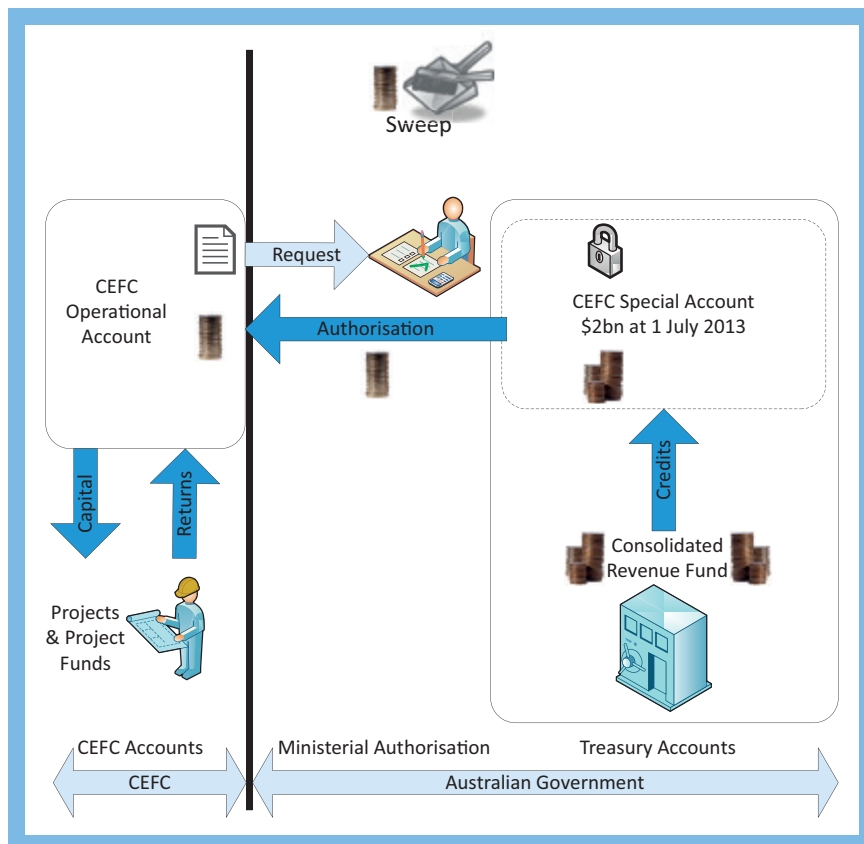 Sweep
Request
CEFC
Operational
Account
Authorisation
CEFC Special Account
$2bn at 1 July 2013
Capital
Returns
Credits
Consolidated
Revenue Fund
Projects
& Project
Funds
CEFC Accounts
Ministerial Authorisation
Treasury Accounts
CEFC
Australian Government